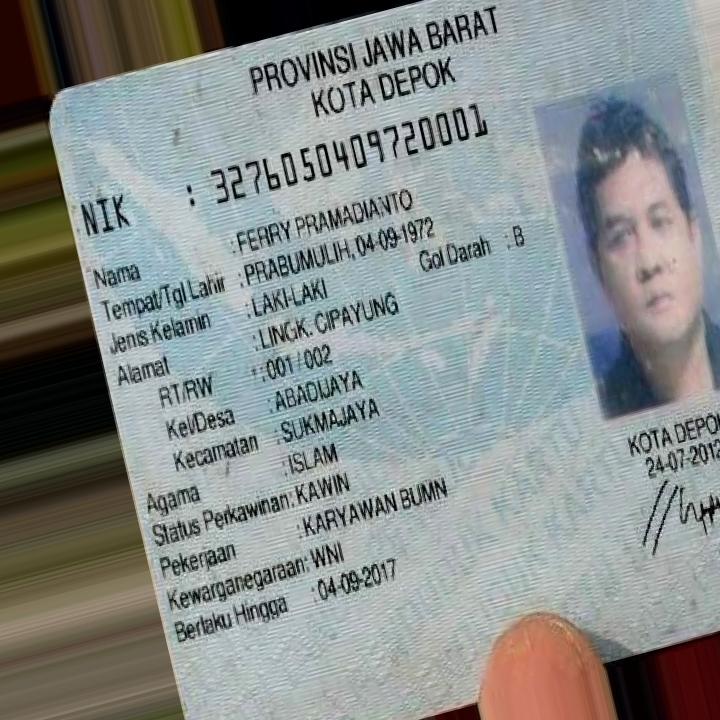 PROVINSI JAWA BARAT
KOTA DEPOK
NIK : 3276050409720001
Nama : FERRY PRAMADIANTO
Tempat/Tgl Lahir : PRABUMULIH, 04-09-1972
Jenis Kelamin : LAKI-LAKI Gol Darah : B
Alamat : LINGK. CIPAYUNG
RT/RW : 001 / 002
Kel/Desa : ABADIJAYA
Kecamatan : SUKMAJAYA
Agama : ISLAM
Status Perkawinan: KAWIN
Pekerjaan : KARYAWAN BUMN
Kewarganegaraan: WNI
Berlaku Hingga : 04-09-2017
KOTA DEPOK
24-07-2012